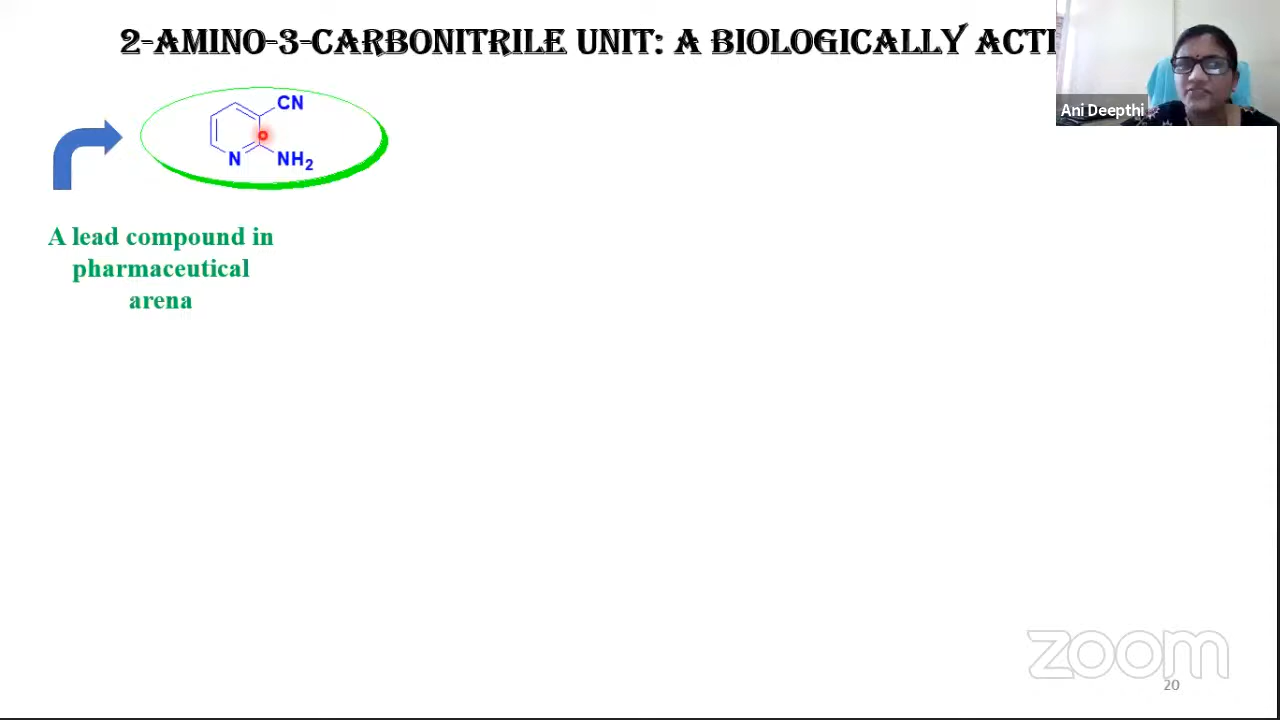 2-AMINO-3-CARBONITRILE UNIT: A BIOLOGICALLY ACTI
Ani Deepthi
CN
N NH2
A lead compound in
pharmaceutical
arena
zoom
20